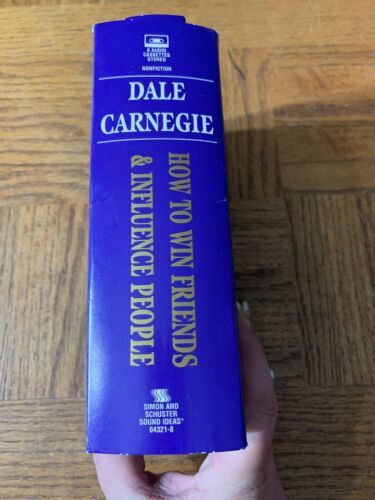 8 AUDIO
CASSETTES
STEREO
NONFICTION
DALE
CARNEGIE
HOW TO WIN FRIENDS
& INFLUENCE PEOPLE
SIMON AND
SCHUSTER
SOUND IDEAS®
04321-8